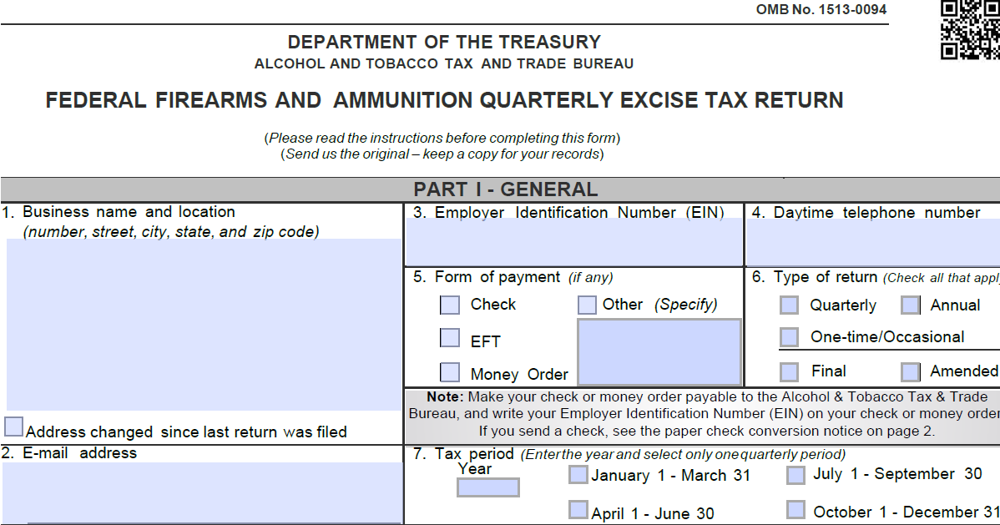 OMB No. 1513-0094
DEPARTMENT OF THE TREASURY
ALCOHOL AND TOBACCO TAX AND TRADE BUREAU
FEDERAL FIREARMS AND AMMUNITION QUARTERLY EXCISE TAX RETURN
(Please read the instructions before completing this form)
(Send us the original – keep a copy for your records)
PART I - GENERAL
1. Business name and location
(number, street, city, state, and zip code)
Address changed since last return was filed
2. E-mail address
3. Employer Identification Number (EIN)
4. Daytime telephone number
5. Form of payment (if any)
Check
Other (Specify)
EFT
Money Order
6. Type of return (Check all that apply
Quarterly
Annual
One-time/Occasional
Final
Amended
Note: Make your check or money order payable to the Alcohol & Tobacco Tax & Trade
Bureau, and write your Employer Identification Number (EIN) on your check or money order
If you send a check, see the paper check conversion notice on page 2.
7. Tax period (Enter the year and select only one quarterly period)
Year
January 1 - March 31
July 1 - September 30
April 1 - June 30
October 1 - December 31